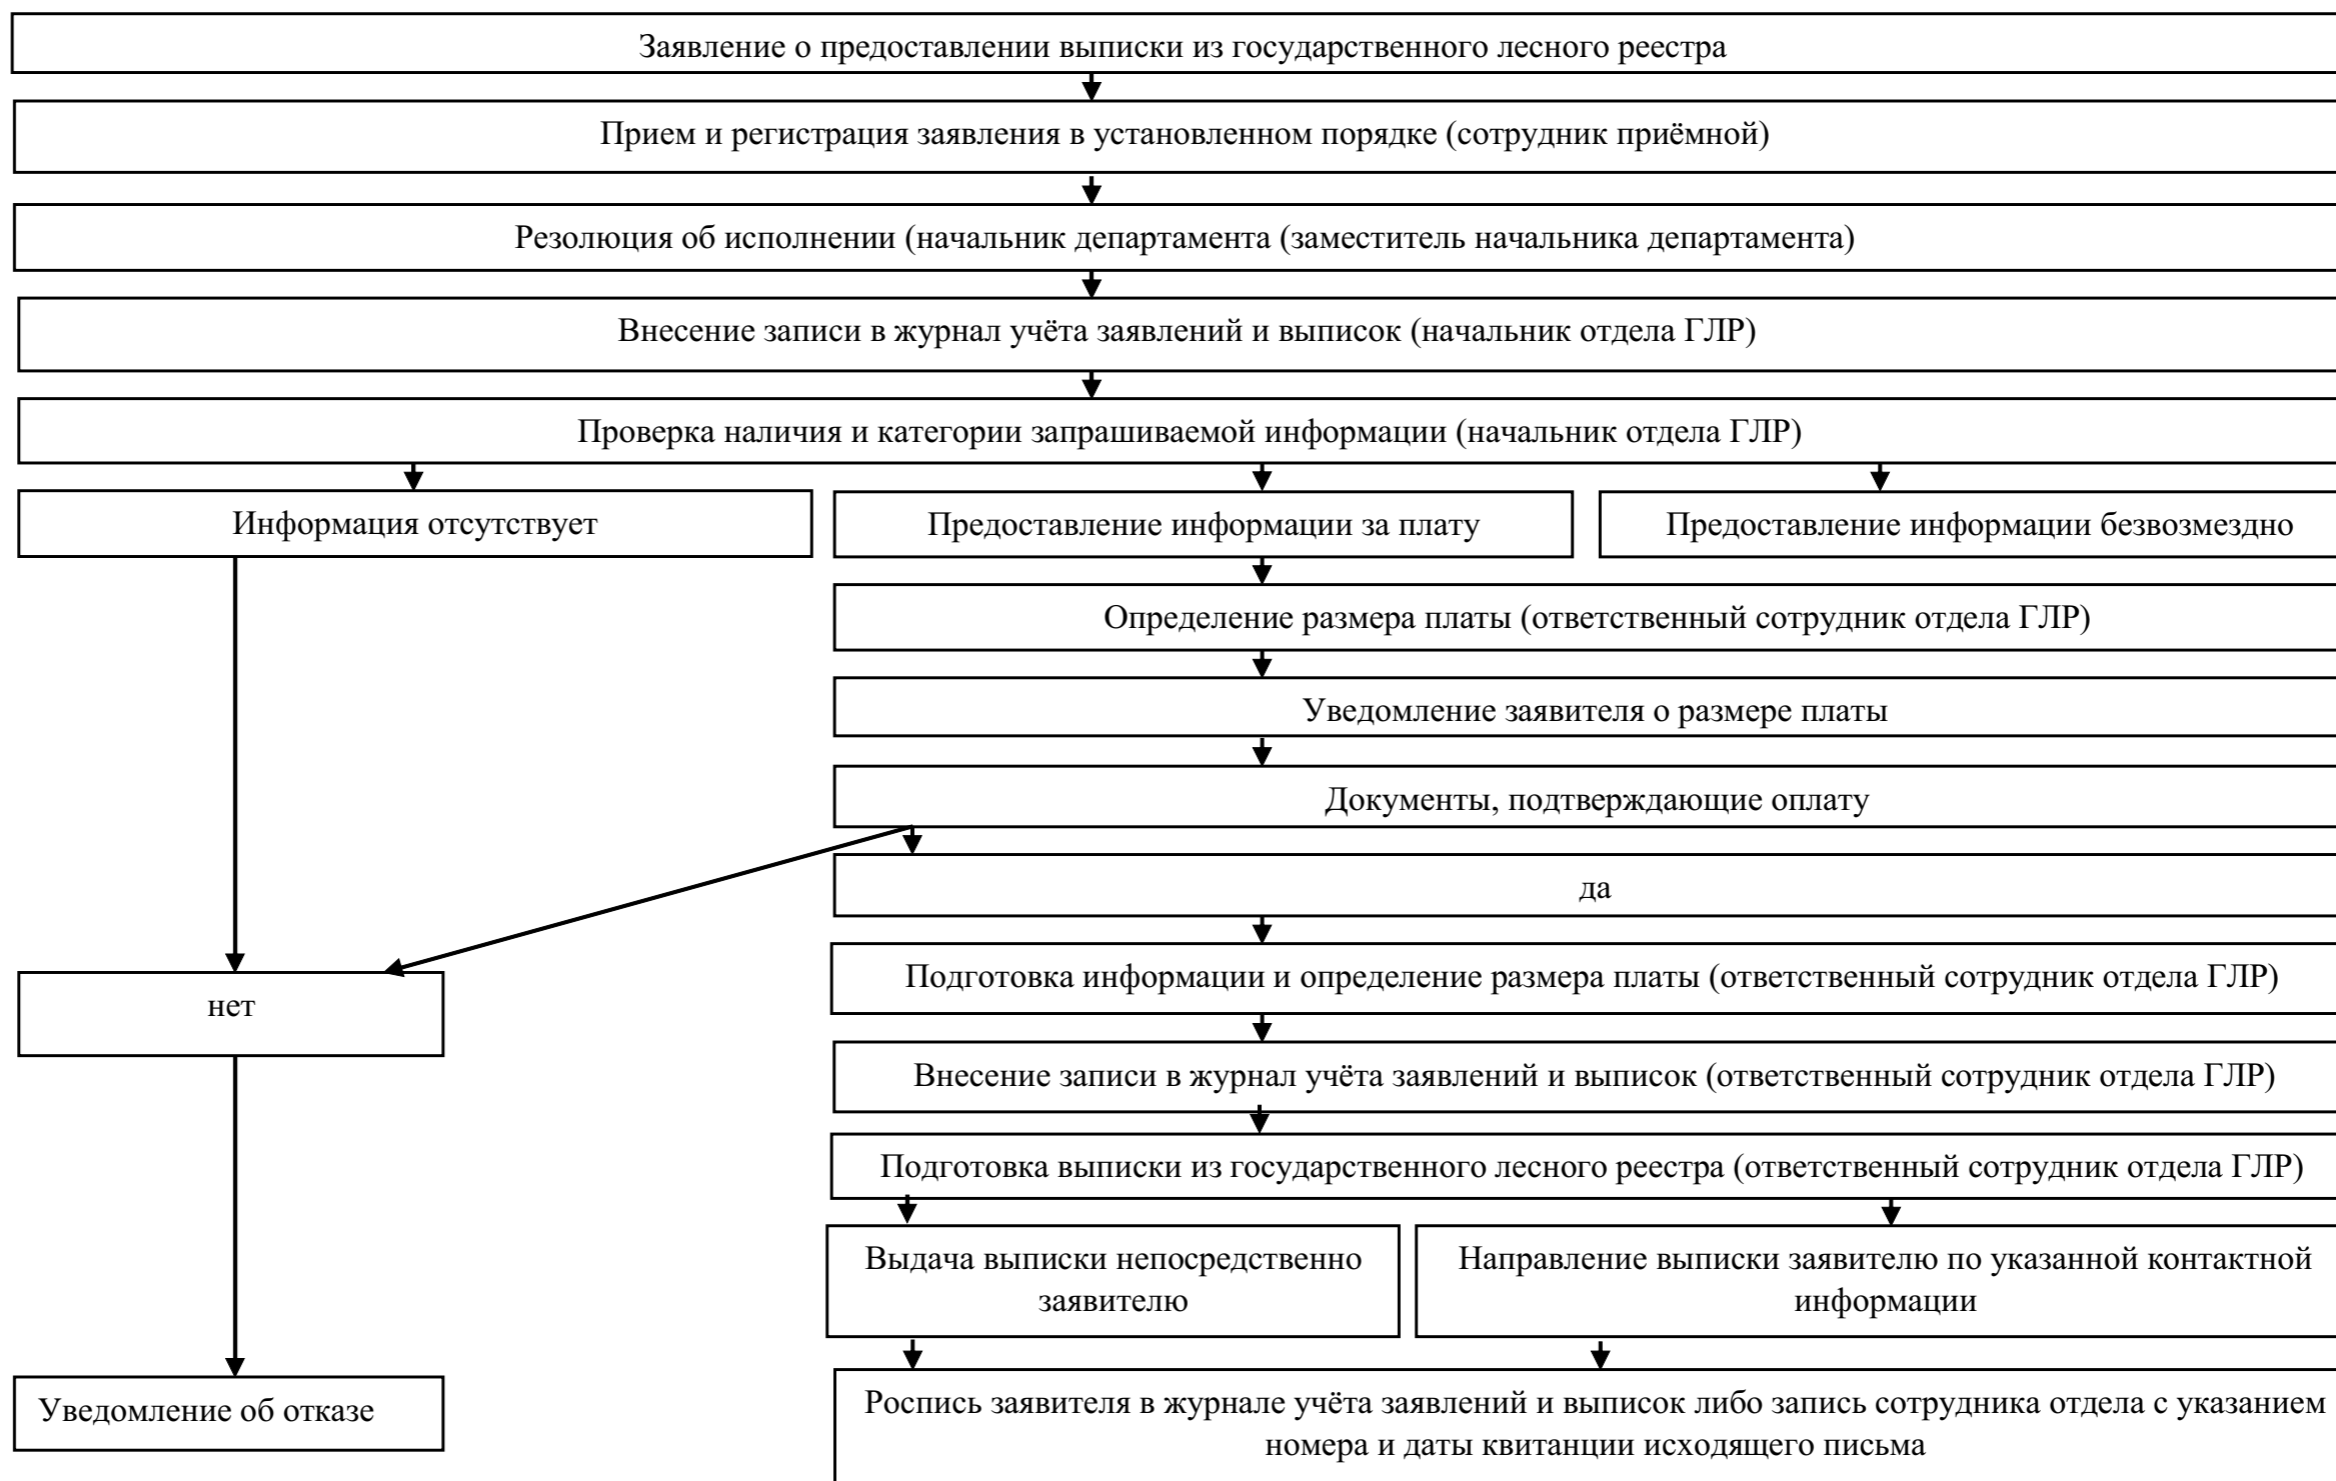 Заявление о предоставлении выписки из государственного лесного реестра
Прием и регистрация заявления в установленном порядке (сотрудник приёмной)
Резолюция об исполнении (начальник департамента (заместитель начальника департамента)
Внесение записи в журнал учёта заявлений и выписок (начальник отдела ГЛР)
Проверка наличия и категории запрашиваемой информации (начальник отдела ГЛР)
Информация отсутствует
Предоставление информации за плату
Предоставление информации безвозмездно
Определение размера платы (ответственный сотрудник отдела ГЛР)
Уведомление заявителя о размере платы
Документы, подтверждающие оплату
да
Подготовка информации и определение размера платы (ответственный сотрудник отдела ГЛР)
нет
Внесение записи в журнал учёта заявлений и выписок (ответственный сотрудник отдела ГЛР)
Подготовка выписки из государственного лесного реестра (ответственный сотрудник отдела ГЛР)
Выдача выписки непосредственно
заявителю
Направление выписки заявителю по указанной контактной
информации
Уведомление об отказе
Роспись заявителя в журнале учёта заявлений и выписок либо запись сотрудника отдела с указанием
номера и даты квитанции исходящего письма